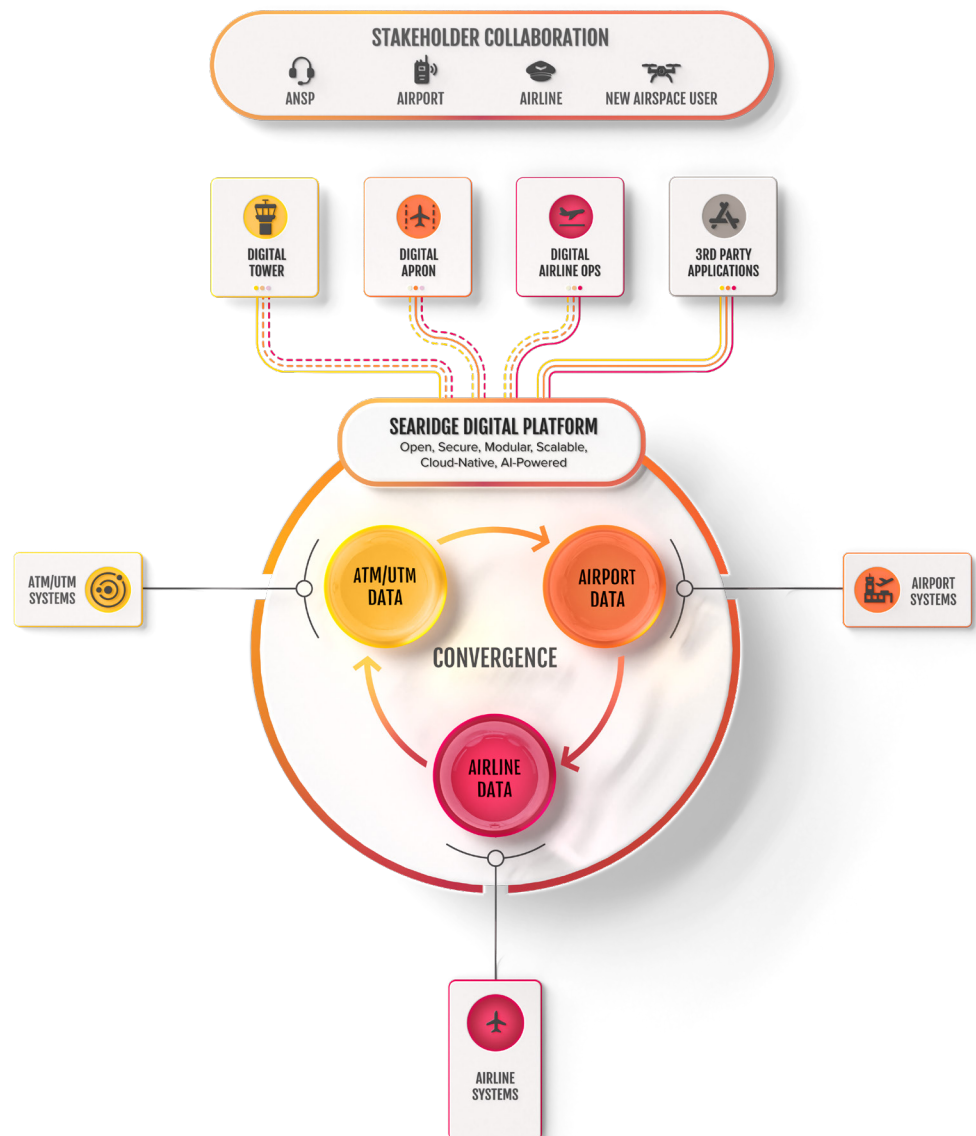 STAKEHOLDER COLLABORATION
ANSP
AIRPORT
AIRLINE
NEW AIRSPACE USER
DIGITAL
TOWER
DIGITAL
APRON
DIGITAL
AIRLINE OPS
3RD PARTY
APPLICATIONS
SEARIDGE DIGITAL PLATFORM
Open, Secure, Modular, Scalable,
Cloud-Native, AI-Powered
ATM/UTM
SYSTEMS
ATM/UTM
DATA
AIRPORT
DATA
AIRPORT
SYSTEMS
CONVERGENCE
AIRLINE
DATA
AIRLINE
SYSTEMS